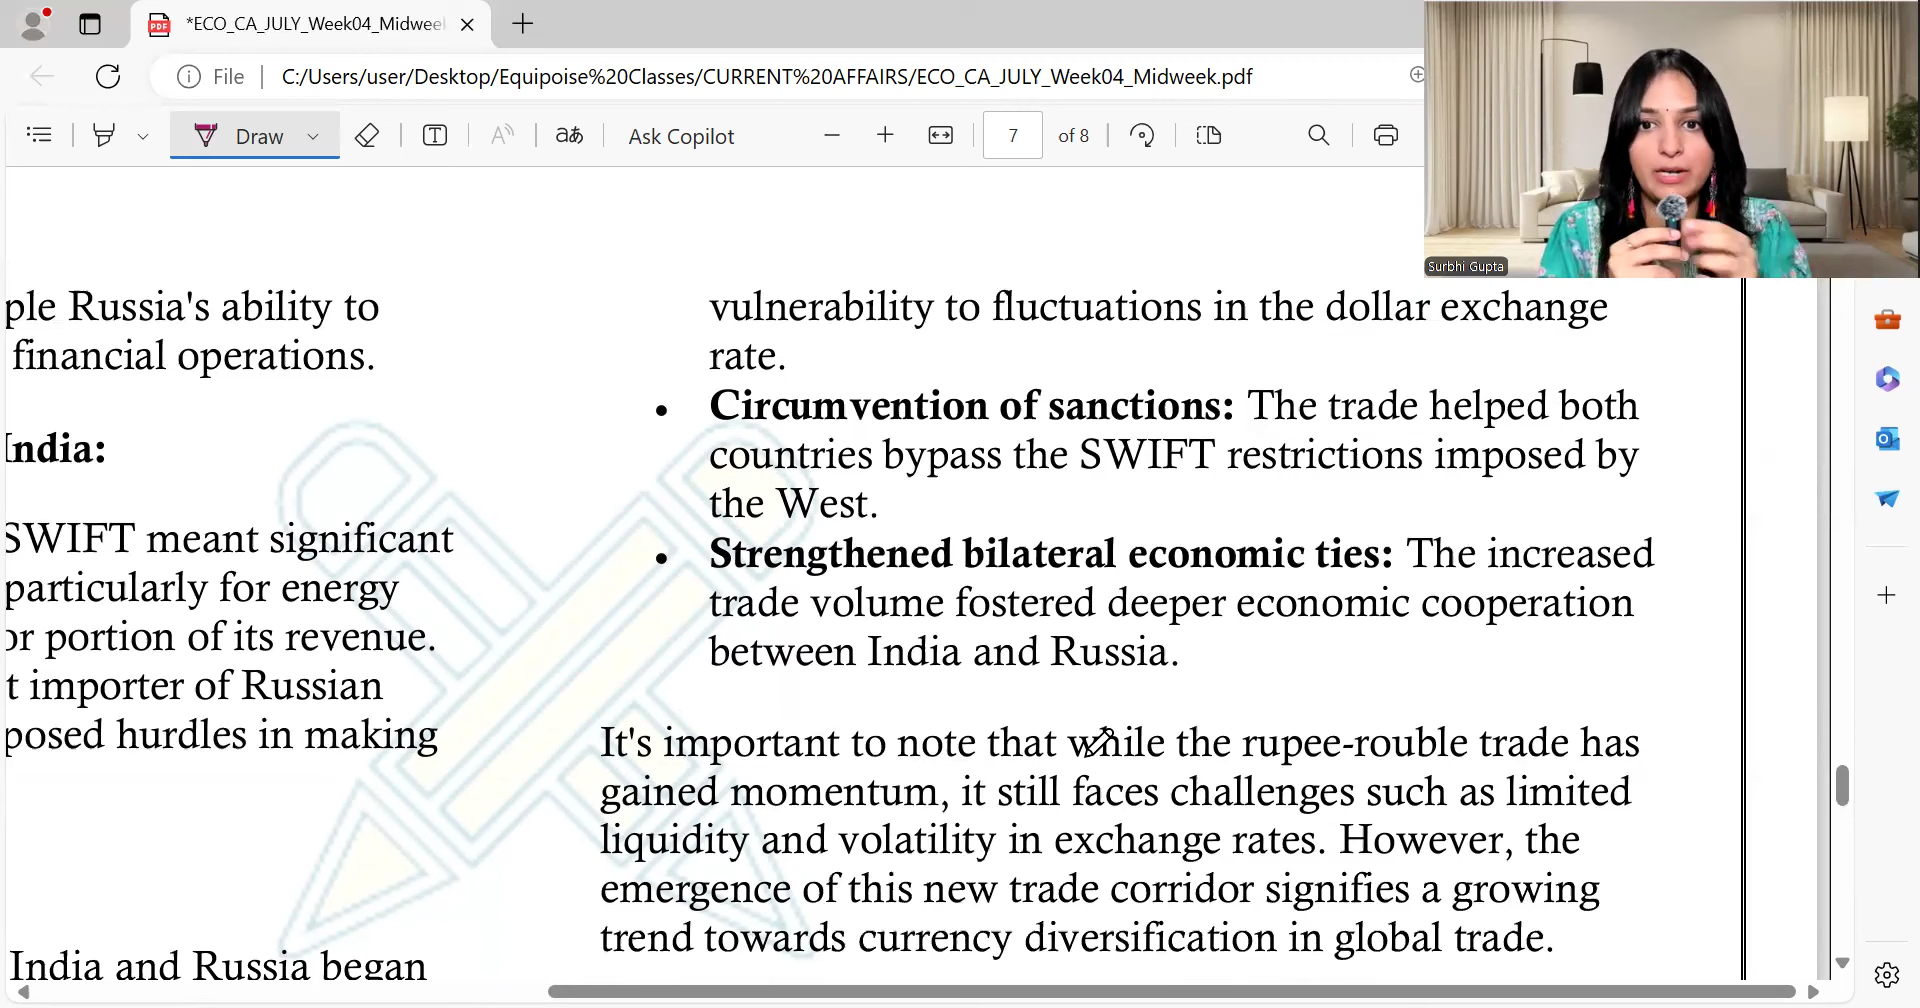 *ECO_CA_JULY_Week04_Midweek
File
C:/Users/user/Desktop/Equipoise%20Classes/CURRENT%20AFFAIRS/ECO_CA_JULY_Week04_Midweek.pdf
Draw
Ask Copilot
7 of 8
Surbhi Gupta
ple Russia's ability to
financial operations.
India:
SWIFT meant significant
particularly for energy
or portion of its revenue.
t importer of Russian
posed hurdles in making
India and Russia began
vulnerability to fluctuations in the dollar exchange
rate.
• Circumvention of sanctions: The trade helped both
countries bypass the SWIFT restrictions imposed by
the West.
• Strengthened bilateral economic ties: The increased
trade volume fostered deeper economic cooperation
between India and Russia.
It's important to note that while the rupee-rouble trade has
gained momentum, it still faces challenges such as limited
liquidity and volatility in exchange rates. However, the
emergence of this new trade corridor signifies a growing
trend towards currency diversification in global trade.